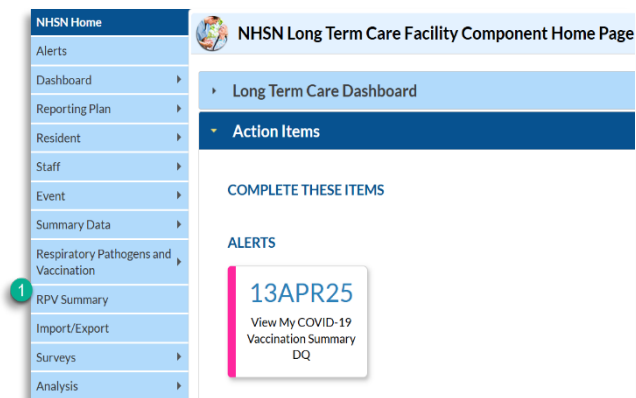 NHSN Home
Alerts
Dashboard
Reporting Plan
Resident
Staff
Event
Summary Data
Respiratory Pathogens and
Vaccination
1
RPV Summary
Import/Export
Surveys
Analysis
NHSN Long Term Care Facility Component Home Page
Long Term Care Dashboard
Action Items
COMPLETE THESE ITEMS
ALERTS
13APR25
View My COVID-19
Vaccination Summary
DQ